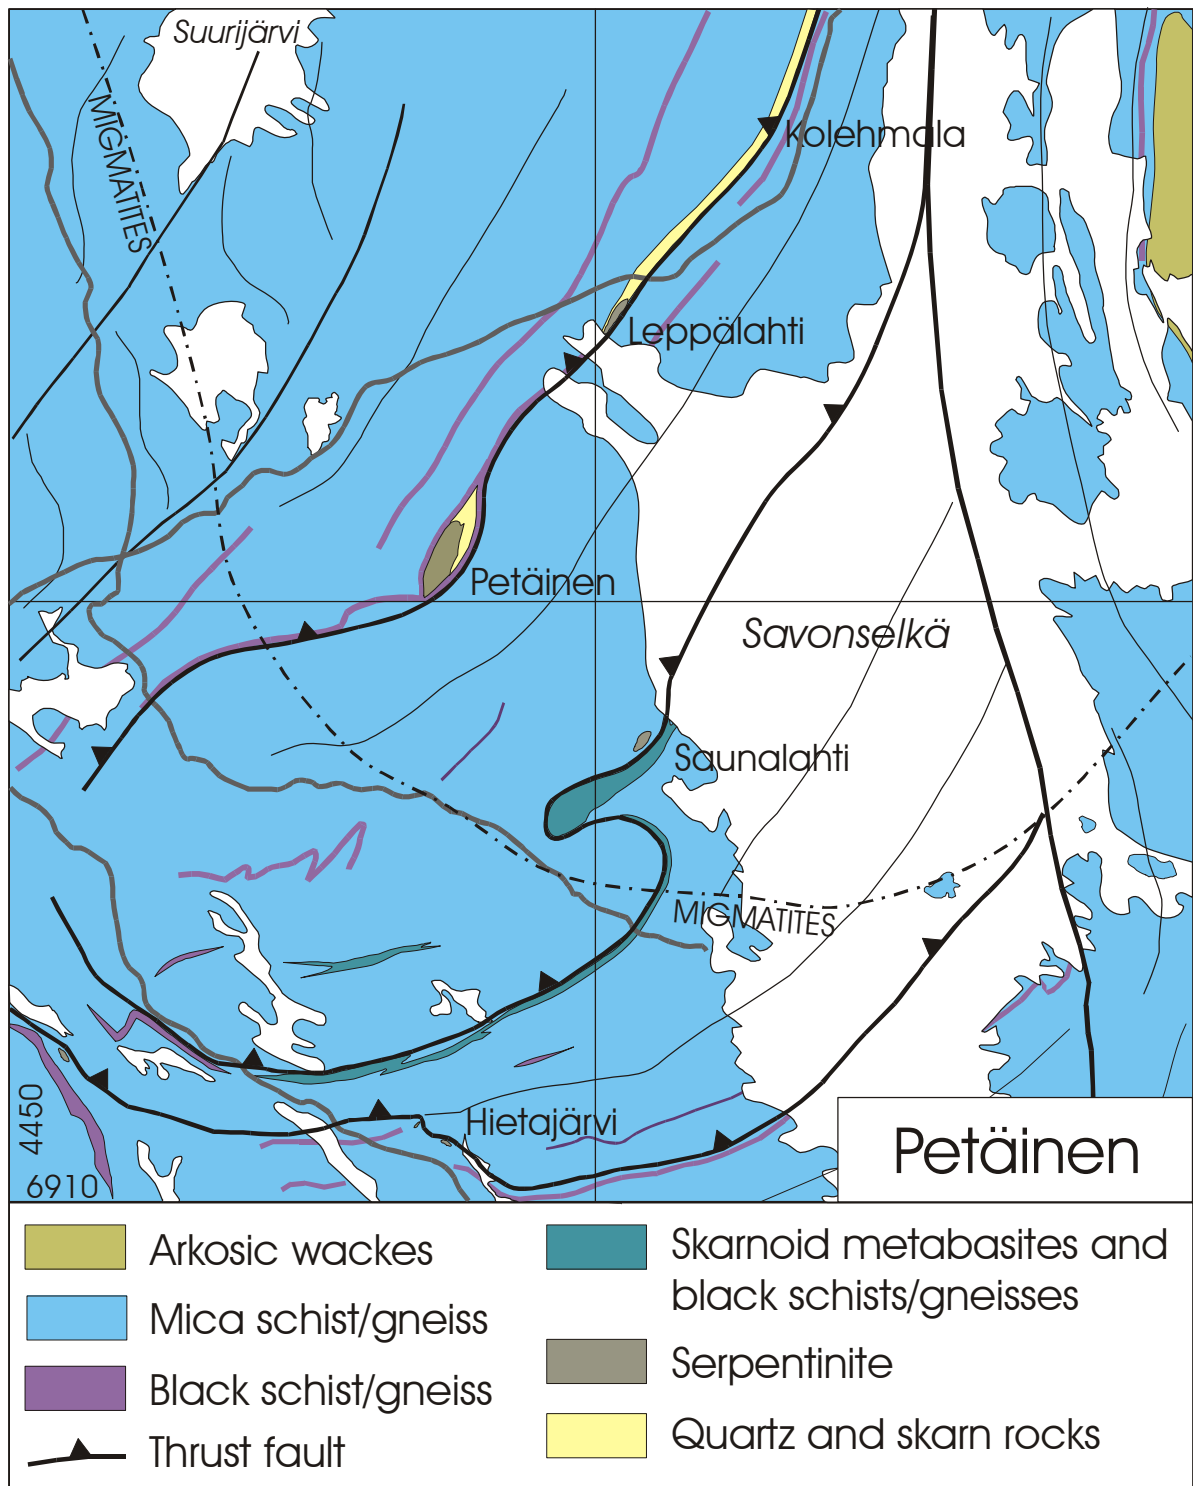 Suurijärvi
MIGMATITES
Kolehmala
Leppälahti
Petäinen
Savonselkä
Saunalahti
MIGMATITES
Hietajärvi
4450
6910
Petäinen
Arkosic wackes
Mica schist/gneiss
Black schist/gneiss
Thrust fault
Skarnoid metabasites and
black schists/gneisses
Serpentinite
Quartz and skarn rocks